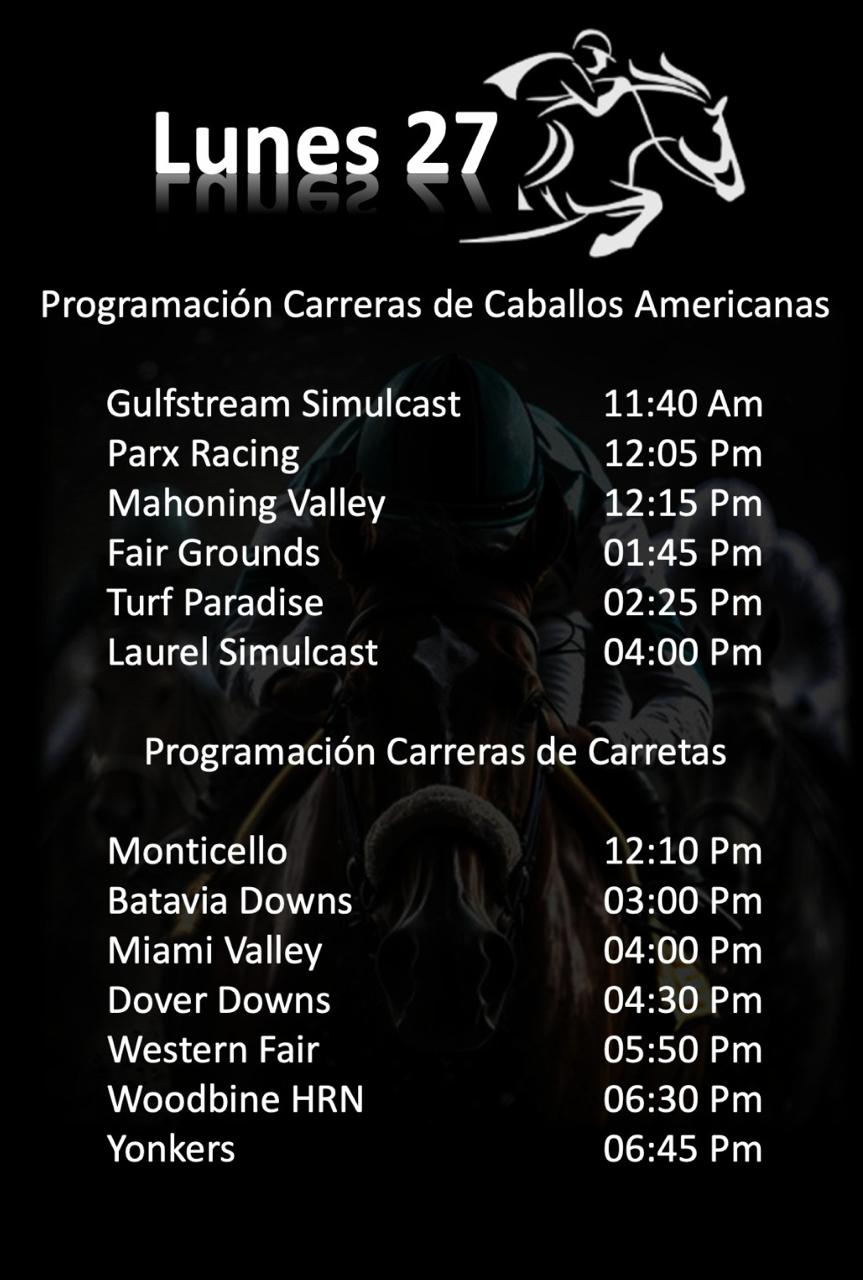 Lunes 27
Programación Carreras de Caballos Americanas
Gulfstream Simulcast 11:40 Am
Parx Racing 12:05 Pm
Mahoning Valley 12:15 Pm
Fair Grounds 01:45 Pm
Turf Paradise 02:25 Pm
Laurel Simulcast 04:00 Pm
Programación Carreras de Carretas
Monticello 12:10 Pm
Batavia Downs 03:00 Pm
Miami Valley 04:00 Pm
Dover Downs 04:30 Pm
Western Fair 05:50 Pm
Woodbine HRN 06:30 Pm
Yonkers 06:45 Pm